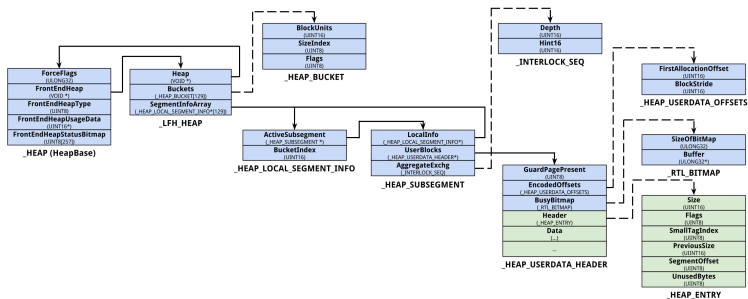 ForceFlags
(ULONG32)
FrontEndHeap
(VOID *)
FrontEndHeapType
(UINT8)
FrontEndHeapUsageData
(UINT16*)
FrontEndHeapStatusBitmap
(UINT8[257])
_HEAP (HeapBase)
Heap
(VOID *)
Buckets
(_HEAP_BUCKET[129])
SegmentInfoArray
(_HEAP_LOCAL_SEGMENT_INFO*[129])
_LFH_HEAP
BlockUnits
(UINT16)
SizeIndex
(UINT8)
Flags
(UINT8)
_HEAP_BUCKET
ActiveSubsegment
(_HEAP_SUBSEGMENT *)
BucketIndex
(UINT16)
_HEAP_LOCAL_SEGMENT_INFO
LocalInfo
(_HEAP_LOCAL_SEGMENT_INFO*)
UserBlocks
(_HEAP_USERDATA_HEADER*)
AggregateExchg
(_INTERLOCK_SEQ)
_HEAP_SUBSEGMENT
Depth
(UINT16)
Hint16
(UINT16)
_INTERLOCK_SEQ
GuardPagePresent
(UINT8)
EncodedOffsets
(_HEAP_USERDATA_OFFSETS)
BusyBitmap
(_RTL_BITMAP)
Header
(_HEAP_ENTRY)
Data
(...)
...
_HEAP_USERDATA_HEADER
FirstAllocationOffset
(UINT16)
BlockStride
(UINT16)
_HEAP_USERDATA_OFFSETS
SizeOfBitMap
(ULONG32)
Buffer
(ULONG32*)
_RTL_BITMAP
Size
(UINT16)
Flags
(UINT8)
SmallTagIndex
(UINT8)
PreviousSize
(UINT16)
SegmentOffset
(UINT8)
UnusedBytes
(UINT8)
_HEAP_ENTRY